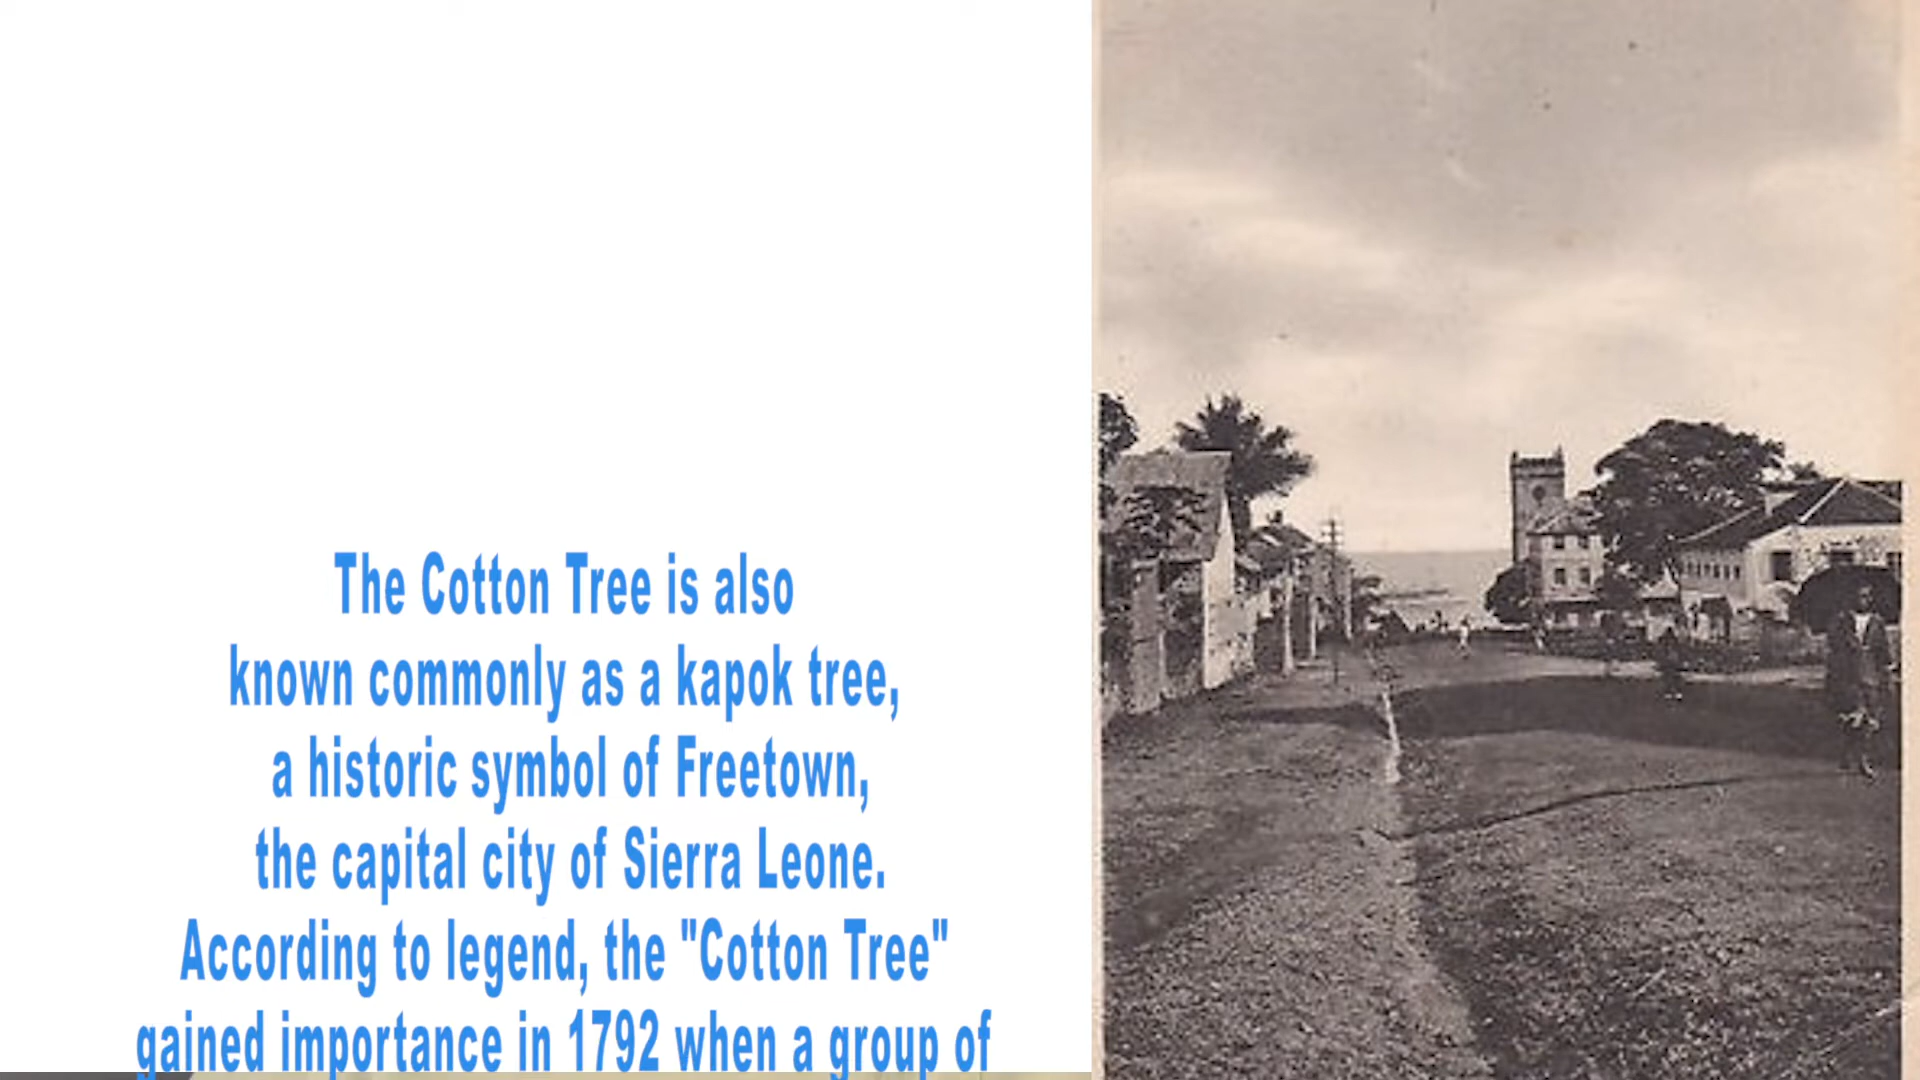 The Cotton Tree is also
known commonly as a kapok tree,
a historic symbol of Freetown,
the capital city of Sierra Leone.
According to legend, the "Cotton Tree"
gained importance in 1792 when a group of